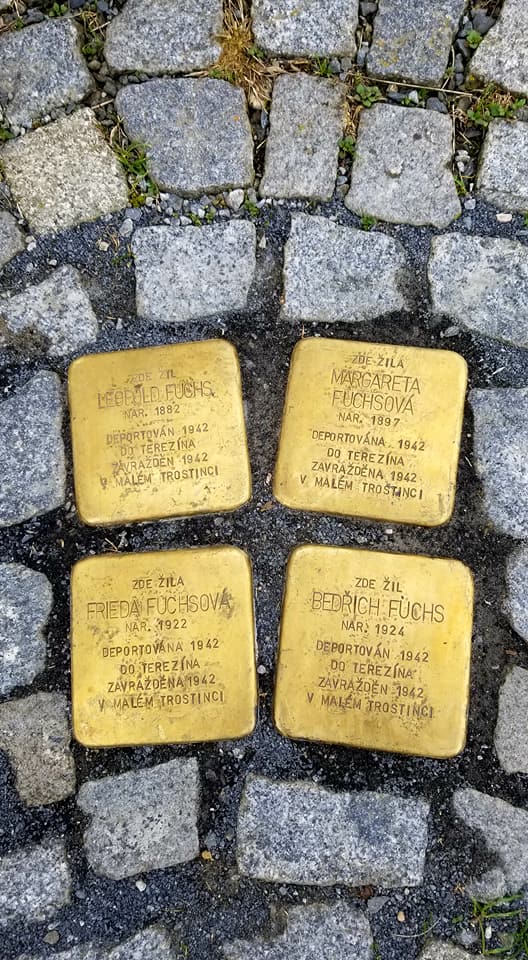 ZDE ŽIL
LEOPOLD FUCHS
NAR. 1882
DEPORTOVÁN 1942
DO TEREZÍNA
ZAVRAŽDĚN 1942
V MALÉM TROSTINCI
ZDE ŽILA
MARGARETA
FUCHSOVÁ
NAR. 1897
DEPORTOVÁNA 1942
DO TEREZÍNA
ZAVRAŽDĚNA 1942
V MALÉM TROSTINCI
ZDE ŽILA
FRIEDA FUCHSOVÁ
NAR. 1922
DEPORTOVÁNA 1942
DO TEREZÍNA
ZAVRAŽDĚNA 1942
V MALÉM TROSTINCI
ZDE ŽIL
BEDŘICH FUCHS
NAR. 1924
DEPORTOVÁN 1942
DO TEREZÍNA
ZAVRAŽDĚN 1942
V MALÉM TROSTINCI